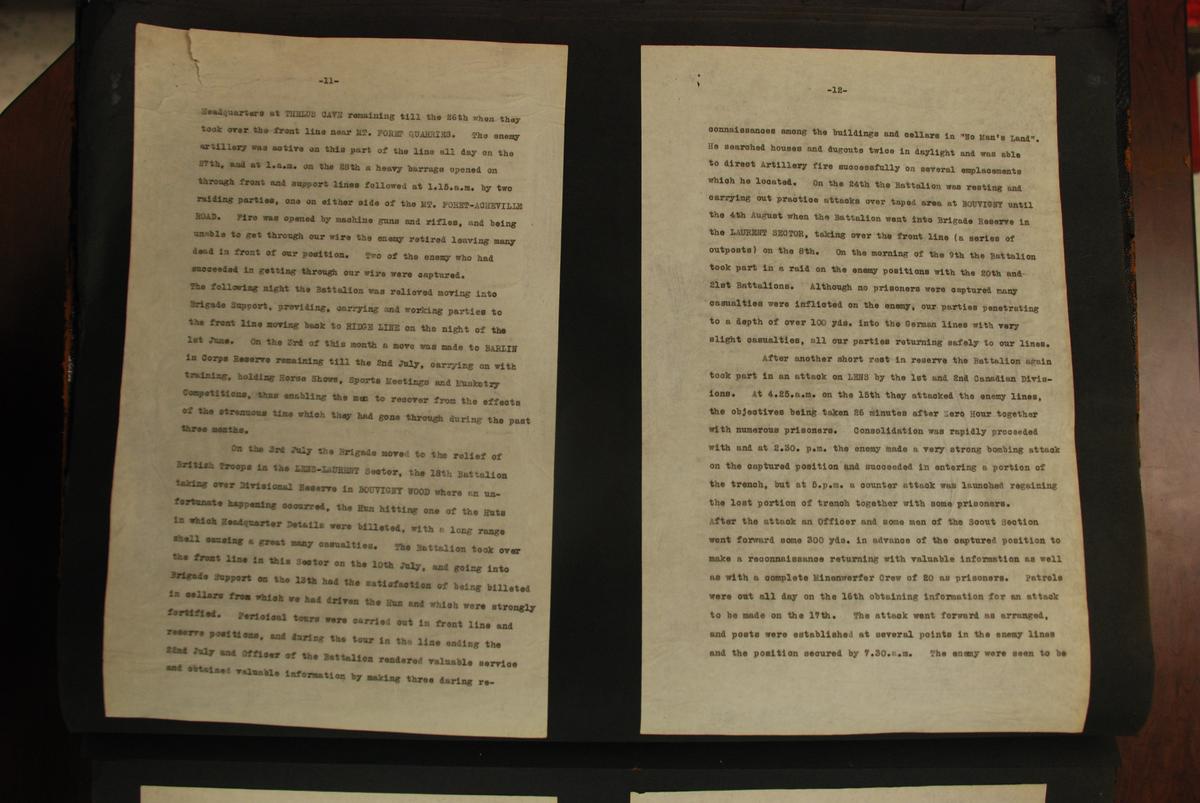 -11-
Headquarters at THELUS CAVE remaining till the 26th when they
took over the front line near MT. FORET QUARRIES. The enemy
artillery was active on this part of the line all day on the
27th, and at 1.a.m. on the 28th a heavy barrage opened on
through front and support lines followed at 1.15.a.m. by two
raiding parties, one on either side of the MT. FORET-ACHEVILLE
ROAD. Fire was opened by machine guns and rifles, and being
unable to get through our wire the enemy retired leaving many
dead in front of our position. Two of the enemy who had
succeeded in getting through our wire were captured.
The following night the Battalion was relieved moving into
Brigade Support, providing, carrying and working parties to
the front line moving back to RIDGE LINE on the night of the
1st June. On the 3rd of this month a move was made to BARLIN
in Corps Reserve remaining till the 2nd July, carrying on with
training, holding Horse Shows, Sports Meetings and Musketry
Competitions, thus enabling the men to recover from the effects
of the strenuous time which they had gone through during the past
three months.
On the 3rd July the Brigade moved to the relief of
British Troops in the LENS-LAURENT Sector, the 18th Battalion
taking over Divisional Reserve in BOUVIGNY WOOD where an un-
fortunate happening occurred, the Hun hitting one of the Huts
in which Headquarter Details were billeted, with a long range
shell causing a great many casualties. The Battalion took over
the front line in this Sector on the 10th July, and going into
Brigade Support on the 13th had the satisfaction of being billeted
in cellars from which we had driven the Hun and which were strongly
fortified. Pericical tours were carried out in front line and
reserve positions, and during the tour in the line ending the
22nd July and Officer of the Battalion rendered valuable service
and obtained valuable information by making three daring re-
-12-
connaissances among the buildings and cellars in "No Man's Land".
He searched houses and dugouts twice in daylight and was able
to direct Artillery fire successfully on several emplacements
which he located. On the 24th the Battalion was resting and
carrying out practice attacks over taped area at BOUVIGNY until
the 4th August when the Battalion went into Brigade Reserve in
the LAURENT SECTOR, taking over the front line (a series of
outposts) on the 8th. On the morning of the 9th the Battalion
took part in a raid on the enemy positions with the 20th and
21st Battalions. Although no prisoners were captured many
casualties were inflicted on the enemy, our parties penetrating
to a depth of over 100 yds. into the German lines with very
slight casualties, all our parties returning safely to our lines.
After another short rest in reserve the Battalion again
took part in an attack on LENS by the 1st and 2nd Canadian Divis-
ions. At 4.25.a.m. on the 15th they attacked the enemy lines,
the objectives being taken 26 minutes after Zero Hour together
with numerous prisoners. Consolidation was rapidly proceeded
with and at 2.30. p.m. the enemy made a very strong bombing attack
on the captured position and succeeded in entering a portion of
the trench, but at 5.p.m. a counter attack was launched regaining
the lost portion of trench together with some prisoners.
After the attack an Officer and some men of the Scout Section
went forward some 300 yds. in advance of the captured position to
make a reconnaissance returning with valuable information as well
as with a complete Minenwerfer Crew of 20 as prisoners. Patrols
were out all day on the 16th obtaining information for an attack
to be made on the 17th. The attack went forward as arranged,
and posts were established at several points in the enemy lines
and the position secured by 7.30.a.m. The enemy were seen to be